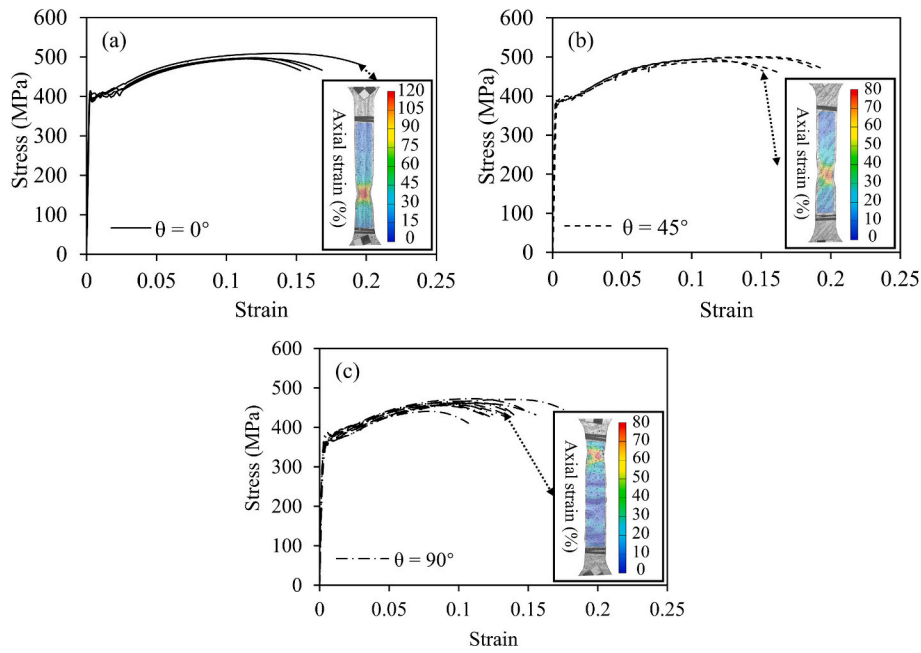 (a)
600
500
400
300
200
100
0
Stress (MPa)
0 0.05 0.1 0.15 0.2 0.25
Strain
θ = 0°
Axial strain (%)
120
105
90
75
60
45
30
15
0
(b)
600
500
400
300
200
100
0
Stress (MPa)
0 0.05 0.1 0.15 0.2 0.25
Strain
θ = 45°
Axial strain (%)
80
70
60
50
40
30
20
10
0
(c)
600
500
400
300
200
100
0
Stress (MPa)
0 0.05 0.1 0.15 0.2 0.25
Strain
θ = 90°
Axial strain (%)
80
70
60
50
40
30
20
10
0